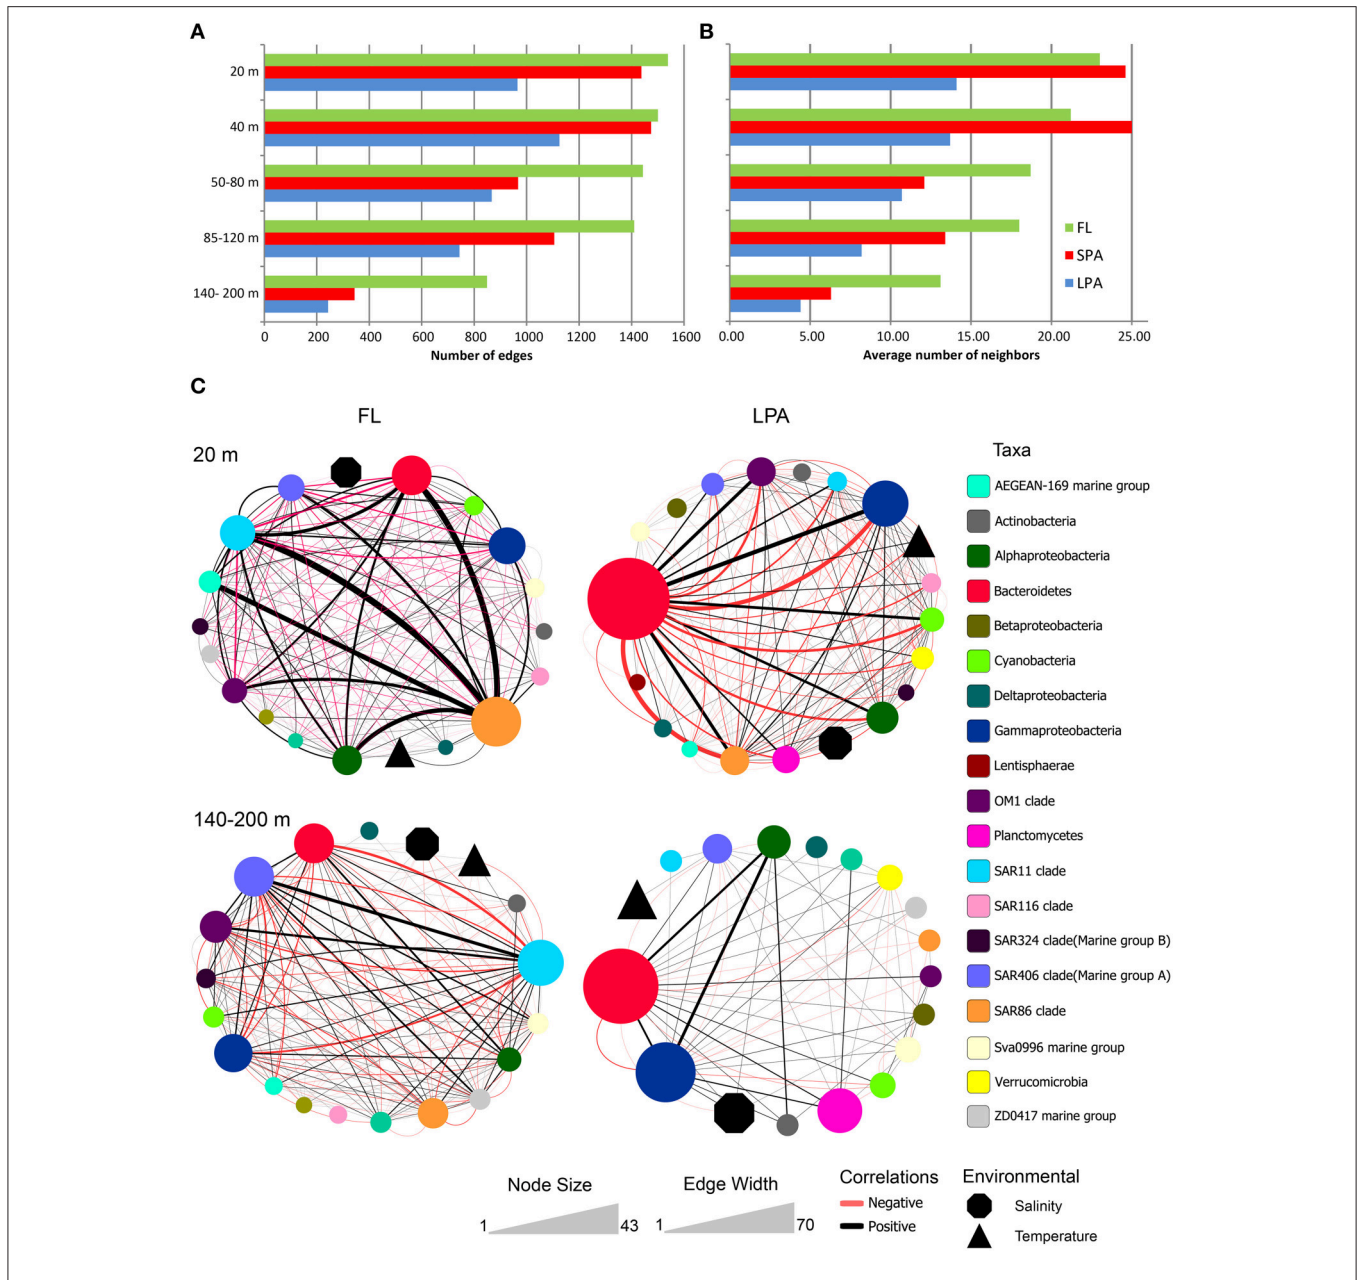 A
20 m
40 m
50-80 m
85-120 m
140- 200 m
0 200 400 600 800 1000 1200 1400 1600
Number of edges
B
FL
SPA
LPA
0.00 5.00 10.00 15.00 20.00 25.00
Average number of neighbors
C
FL
LPA
20 m
140-200 m
Taxa
AEGEAN-169 marine group
Actinobacteria
Alphaproteobacteria
Bacteroidetes
Betaproteobacteria
Cyanobacteria
Deltaproteobacteria
Gammaproteobacteria
Lentisphaerae
OM1 clade
Planctomycetes
SAR11 clade
SAR116 clade
SAR324 clade(Marine group B)
SAR406 clade(Marine group A)
SAR86 clade
Sva0996 marine group
Verrucomicrobia
ZD0417 marine group
Node Size
1 43
Edge Width
1 70
Correlations
Negative
Positive
Environmental
Salinity
Temperature